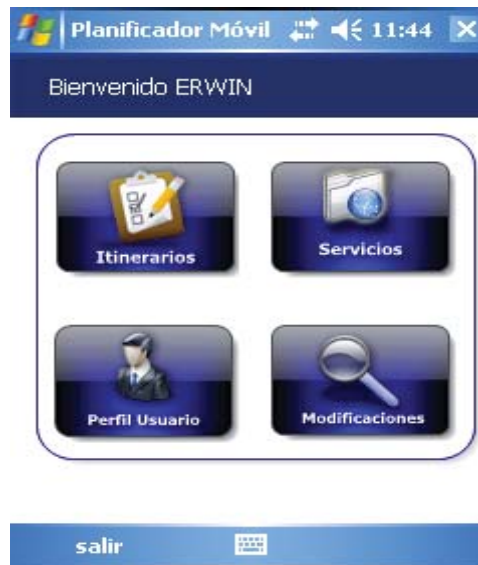 Planificador Móvil 11:44
Bienvenido ERWIN
Itinerarios
Servicios
Perfil Usuario
Modificaciones
salir